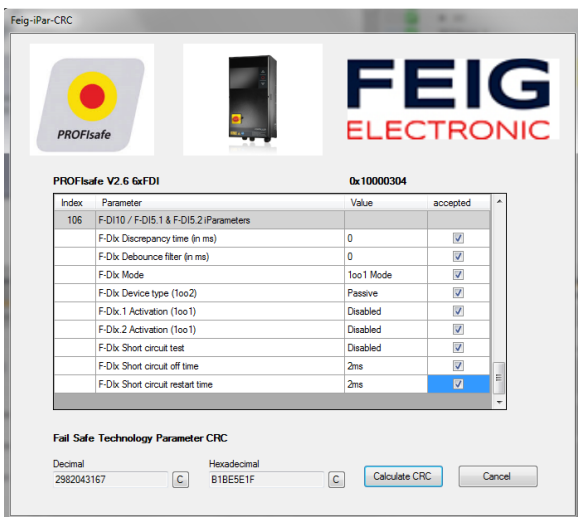 Feig-iPar-CRC
PROFIsafe
FEIG
ELECTRONIC
PROFIsafe V2.6 6xFDI 0x10000304
Index Parameter Value accepted
106 F-DI10 / F-DI5.1 & F-DI5.2 iParameters
F-DIx Discrepancy time (in ms) 0
F-DIx Debounce filter (in ms) 0
F-DIx Mode 1oo1 Mode
F-DIx Device type (1oo2) Passive
F-DIx.1 Activation (1oo1) Disabled
F-DIx.2 Activation (1oo1) Disabled
F-DIx Short circuit test Disabled
F-DIx Short circuit off time 2ms
F-DIx Short circuit restart time 2ms
Fail Safe Technology Parameter CRC
Decimal Hexadecimal
2982043167 C B1BE5E1F C Calculate CRC Cancel